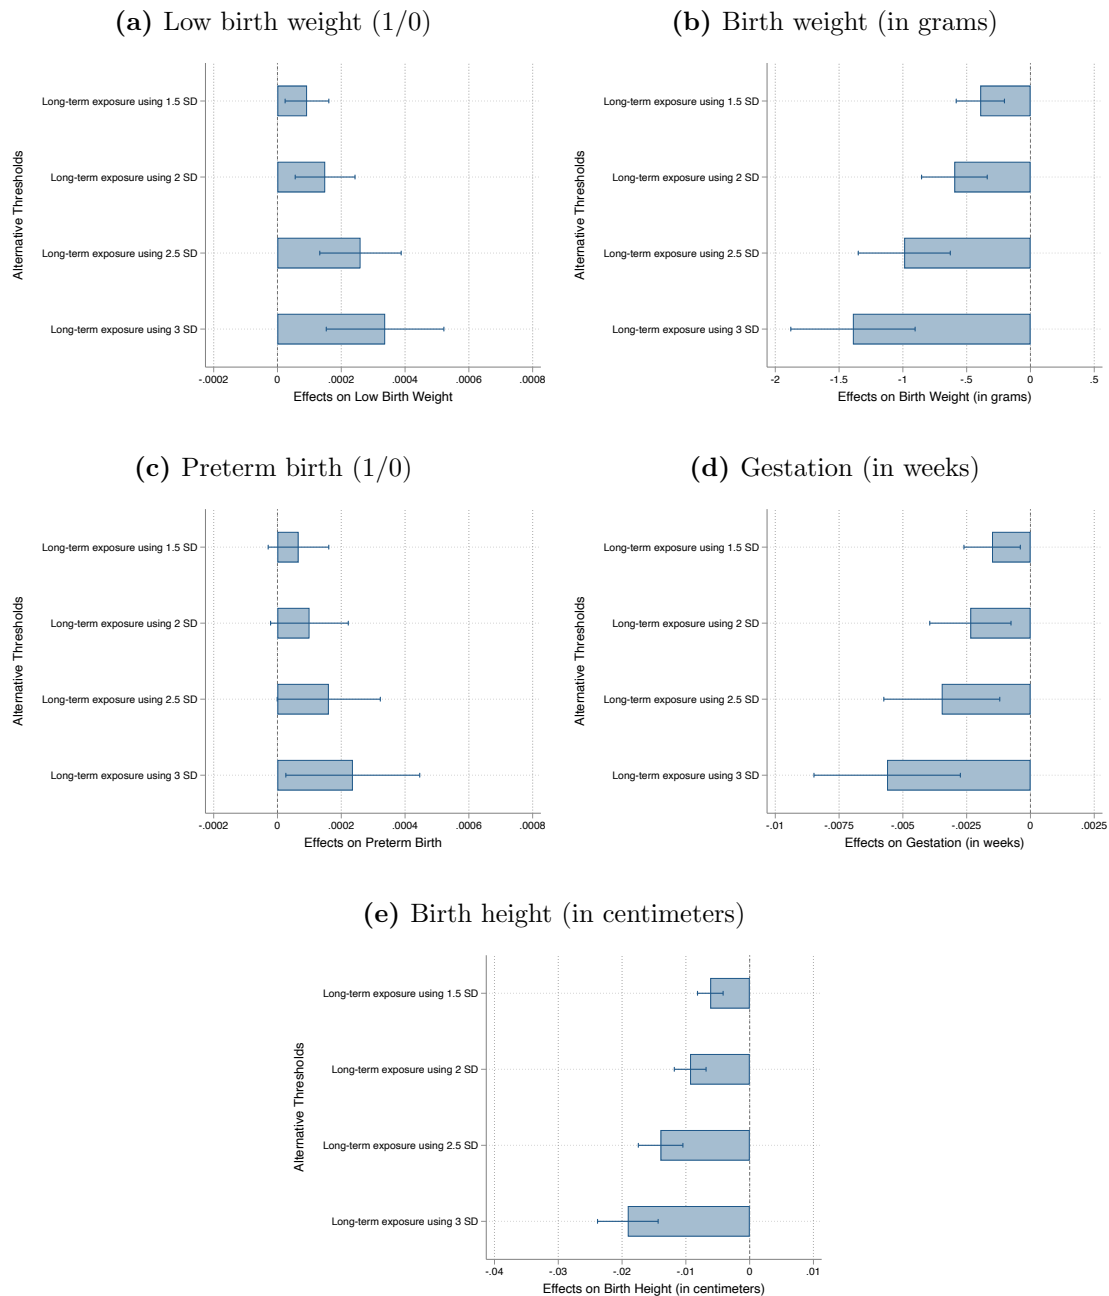 (a) Low birth weight (1/0)
Alternative Thresholds
Long-term exposure using 1.5 SD
Long-term exposure using 2 SD
Long-term exposure using 2.5 SD
Long-term exposure using 3 SD
-.0002 0 .0002 .0004 .0006 .0008
Effects on Low Birth Weight
(b) Birth weight (in grams)
Alternative Thresholds
Long-term exposure using 1.5 SD
Long-term exposure using 2 SD
Long-term exposure using 2.5 SD
Long-term exposure using 3 SD
-2 -1.5 -1 -.5 0 .5
Effects on Birth Weight (in grams)
(c) Preterm birth (1/0)
Alternative Thresholds
Long-term exposure using 1.5 SD
Long-term exposure using 2 SD
Long-term exposure using 2.5 SD
Long-term exposure using 3 SD
-.0002 0 .0002 .0004 .0006 .0008
Effects on Preterm Birth
(d) Gestation (in weeks)
Alternative Thresholds
Long-term exposure using 1.5 SD
Long-term exposure using 2 SD
Long-term exposure using 2.5 SD
Long-term exposure using 3 SD
-.01 -.0075 -.005 -.0025 0 .0025
Effects on Gestation (in weeks)
(e) Birth height (in centimeters)
Alternative Thresholds
Long-term exposure using 1.5 SD
Long-term exposure using 2 SD
Long-term exposure using 2.5 SD
Long-term exposure using 3 SD
-.04 -.03 -.02 -.01 0 .01
Effects on Birth Height (in centimeters)